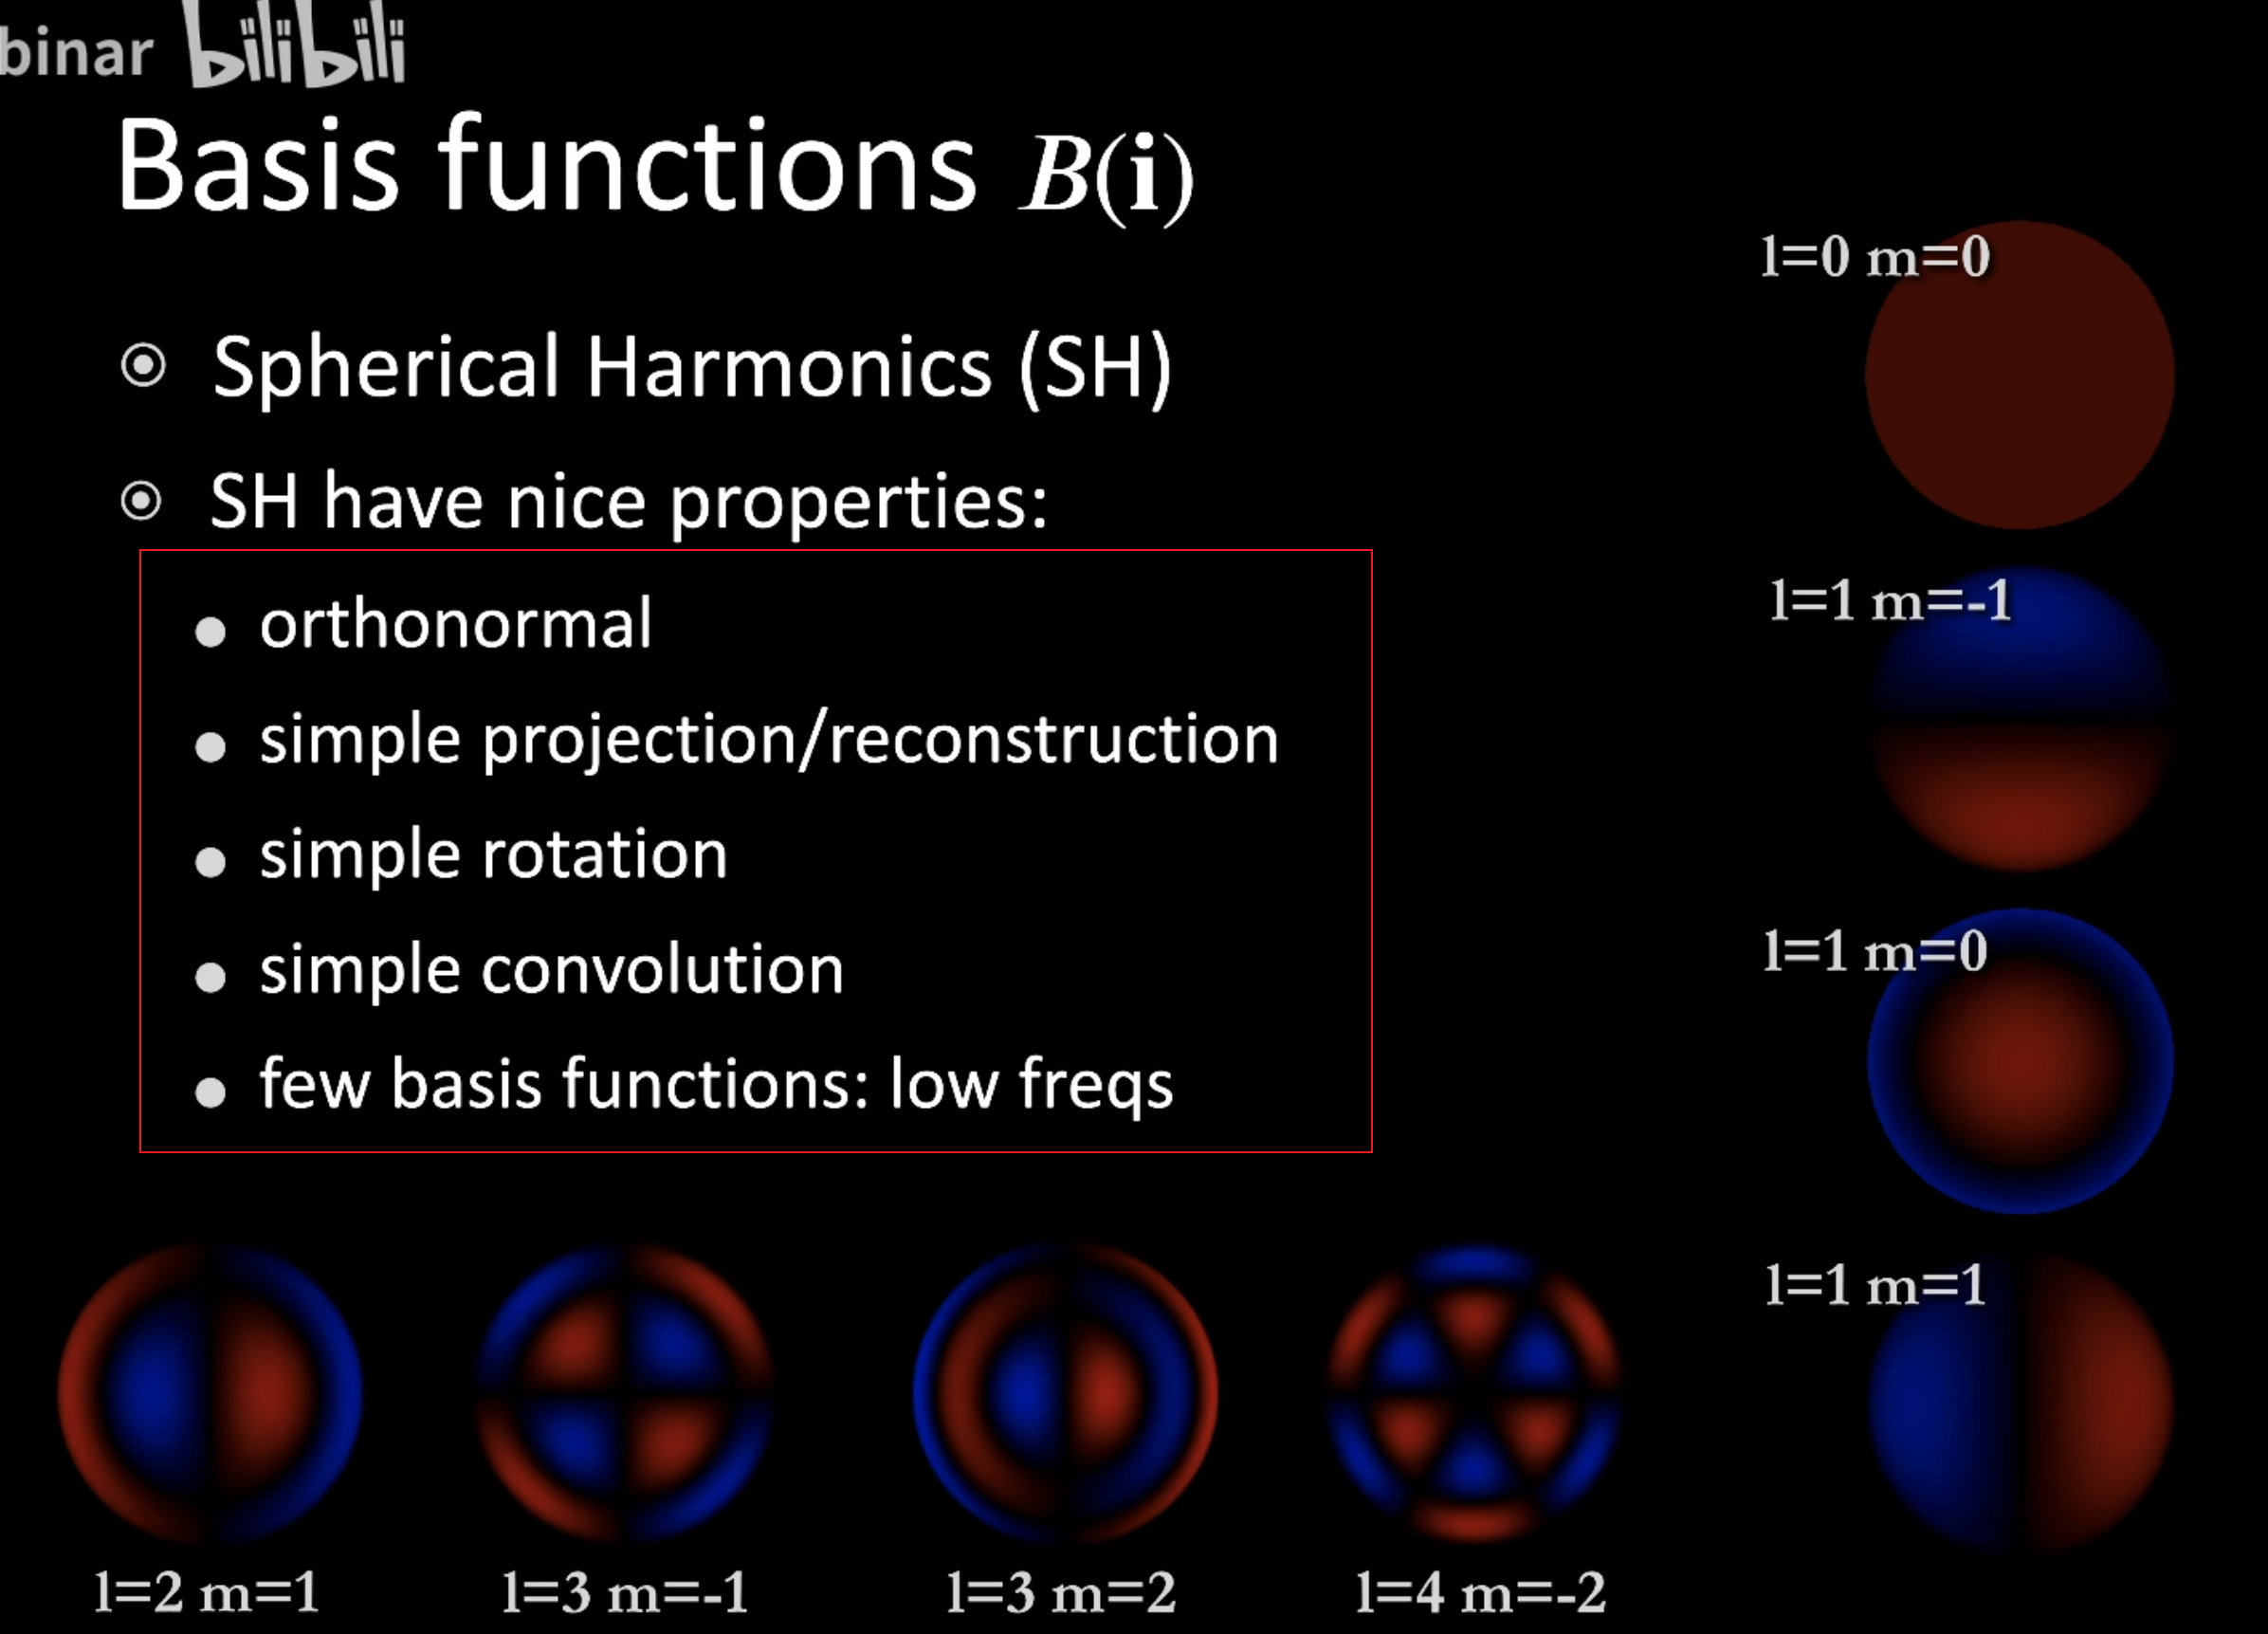 binar bilibili
Basis functions B(i)
Spherical Harmonics (SH)
SH have nice properties:
orthonormal
simple projection/reconstruction
simple rotation
simple convolution
few basis functions: low freqs
l=0 m=0
l=1 m=-1
l=1 m=0
l=1 m=1
l=2 m=1
l=3 m=-1
l=3 m=2
l=4 m=-2